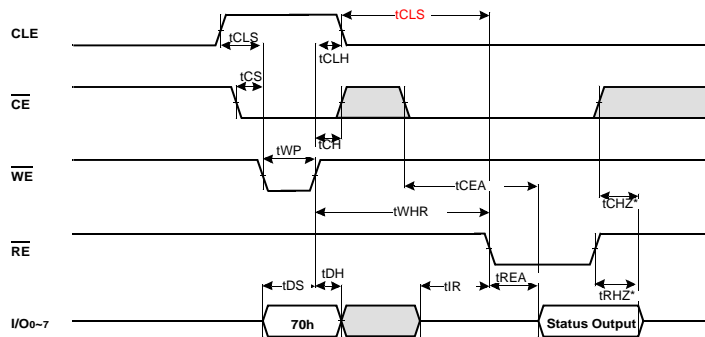 tCLS
CLE
tCLS
tCLH
tCS
CE
tCH
tWP
WE
tCEA
tCHZ*
tWHR
RE
tDS
tDH
tIR
tREA
tRHZ*
I/O0~7
70h
Status Output